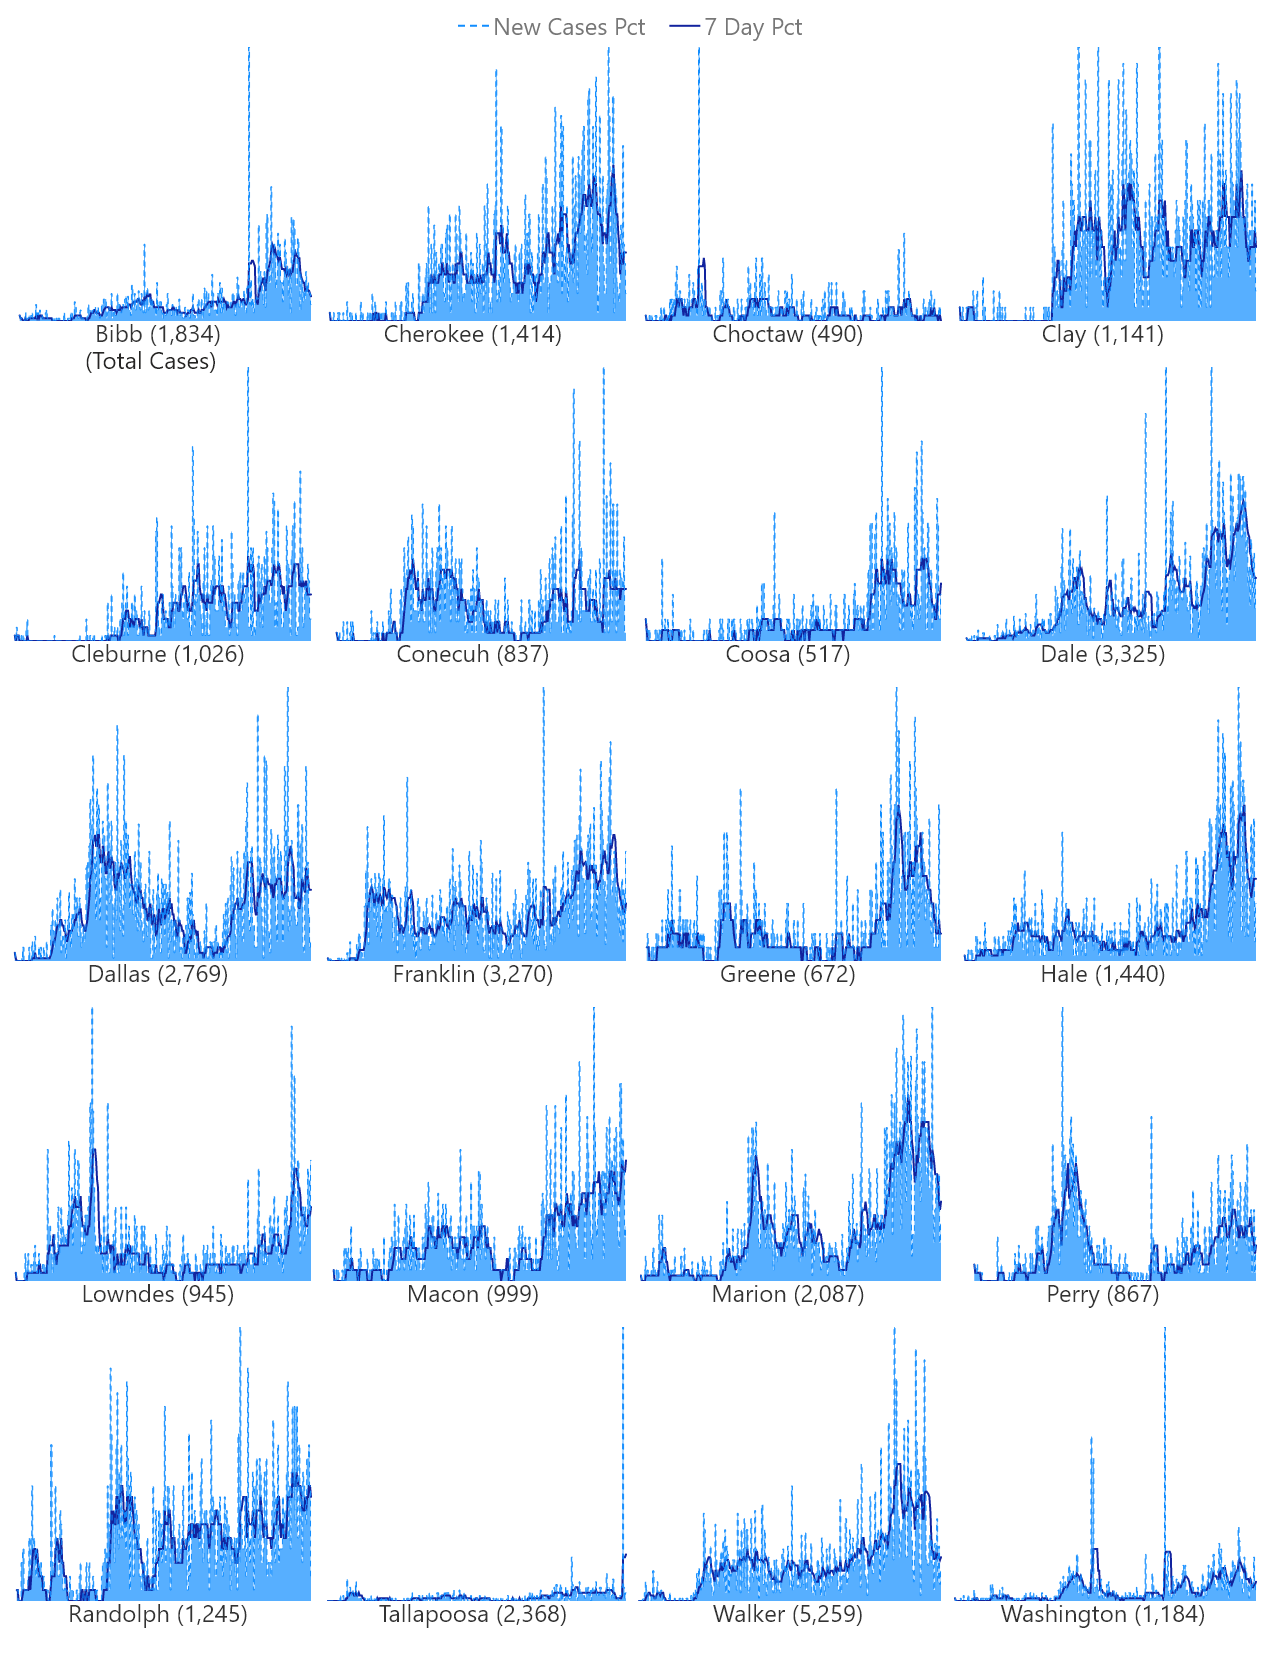 New Cases Pct 7 Day Pct
Bibb (1,834) Cherokee (1,414) Choctaw (490) Clay (1,141)
(Total Cases)
Cleburne (1,026) Conecuh (837) Coosa (517) Dale (3,325)
Dallas (2,769) Franklin (3,270) Greene (672) Hale (1,440)
Lowndes (945) Macon (999) Marion (2,087) Perry (867)
Randolph (1,245) Tallapoosa (2,368) Walker (5,259) Washington (1,184)